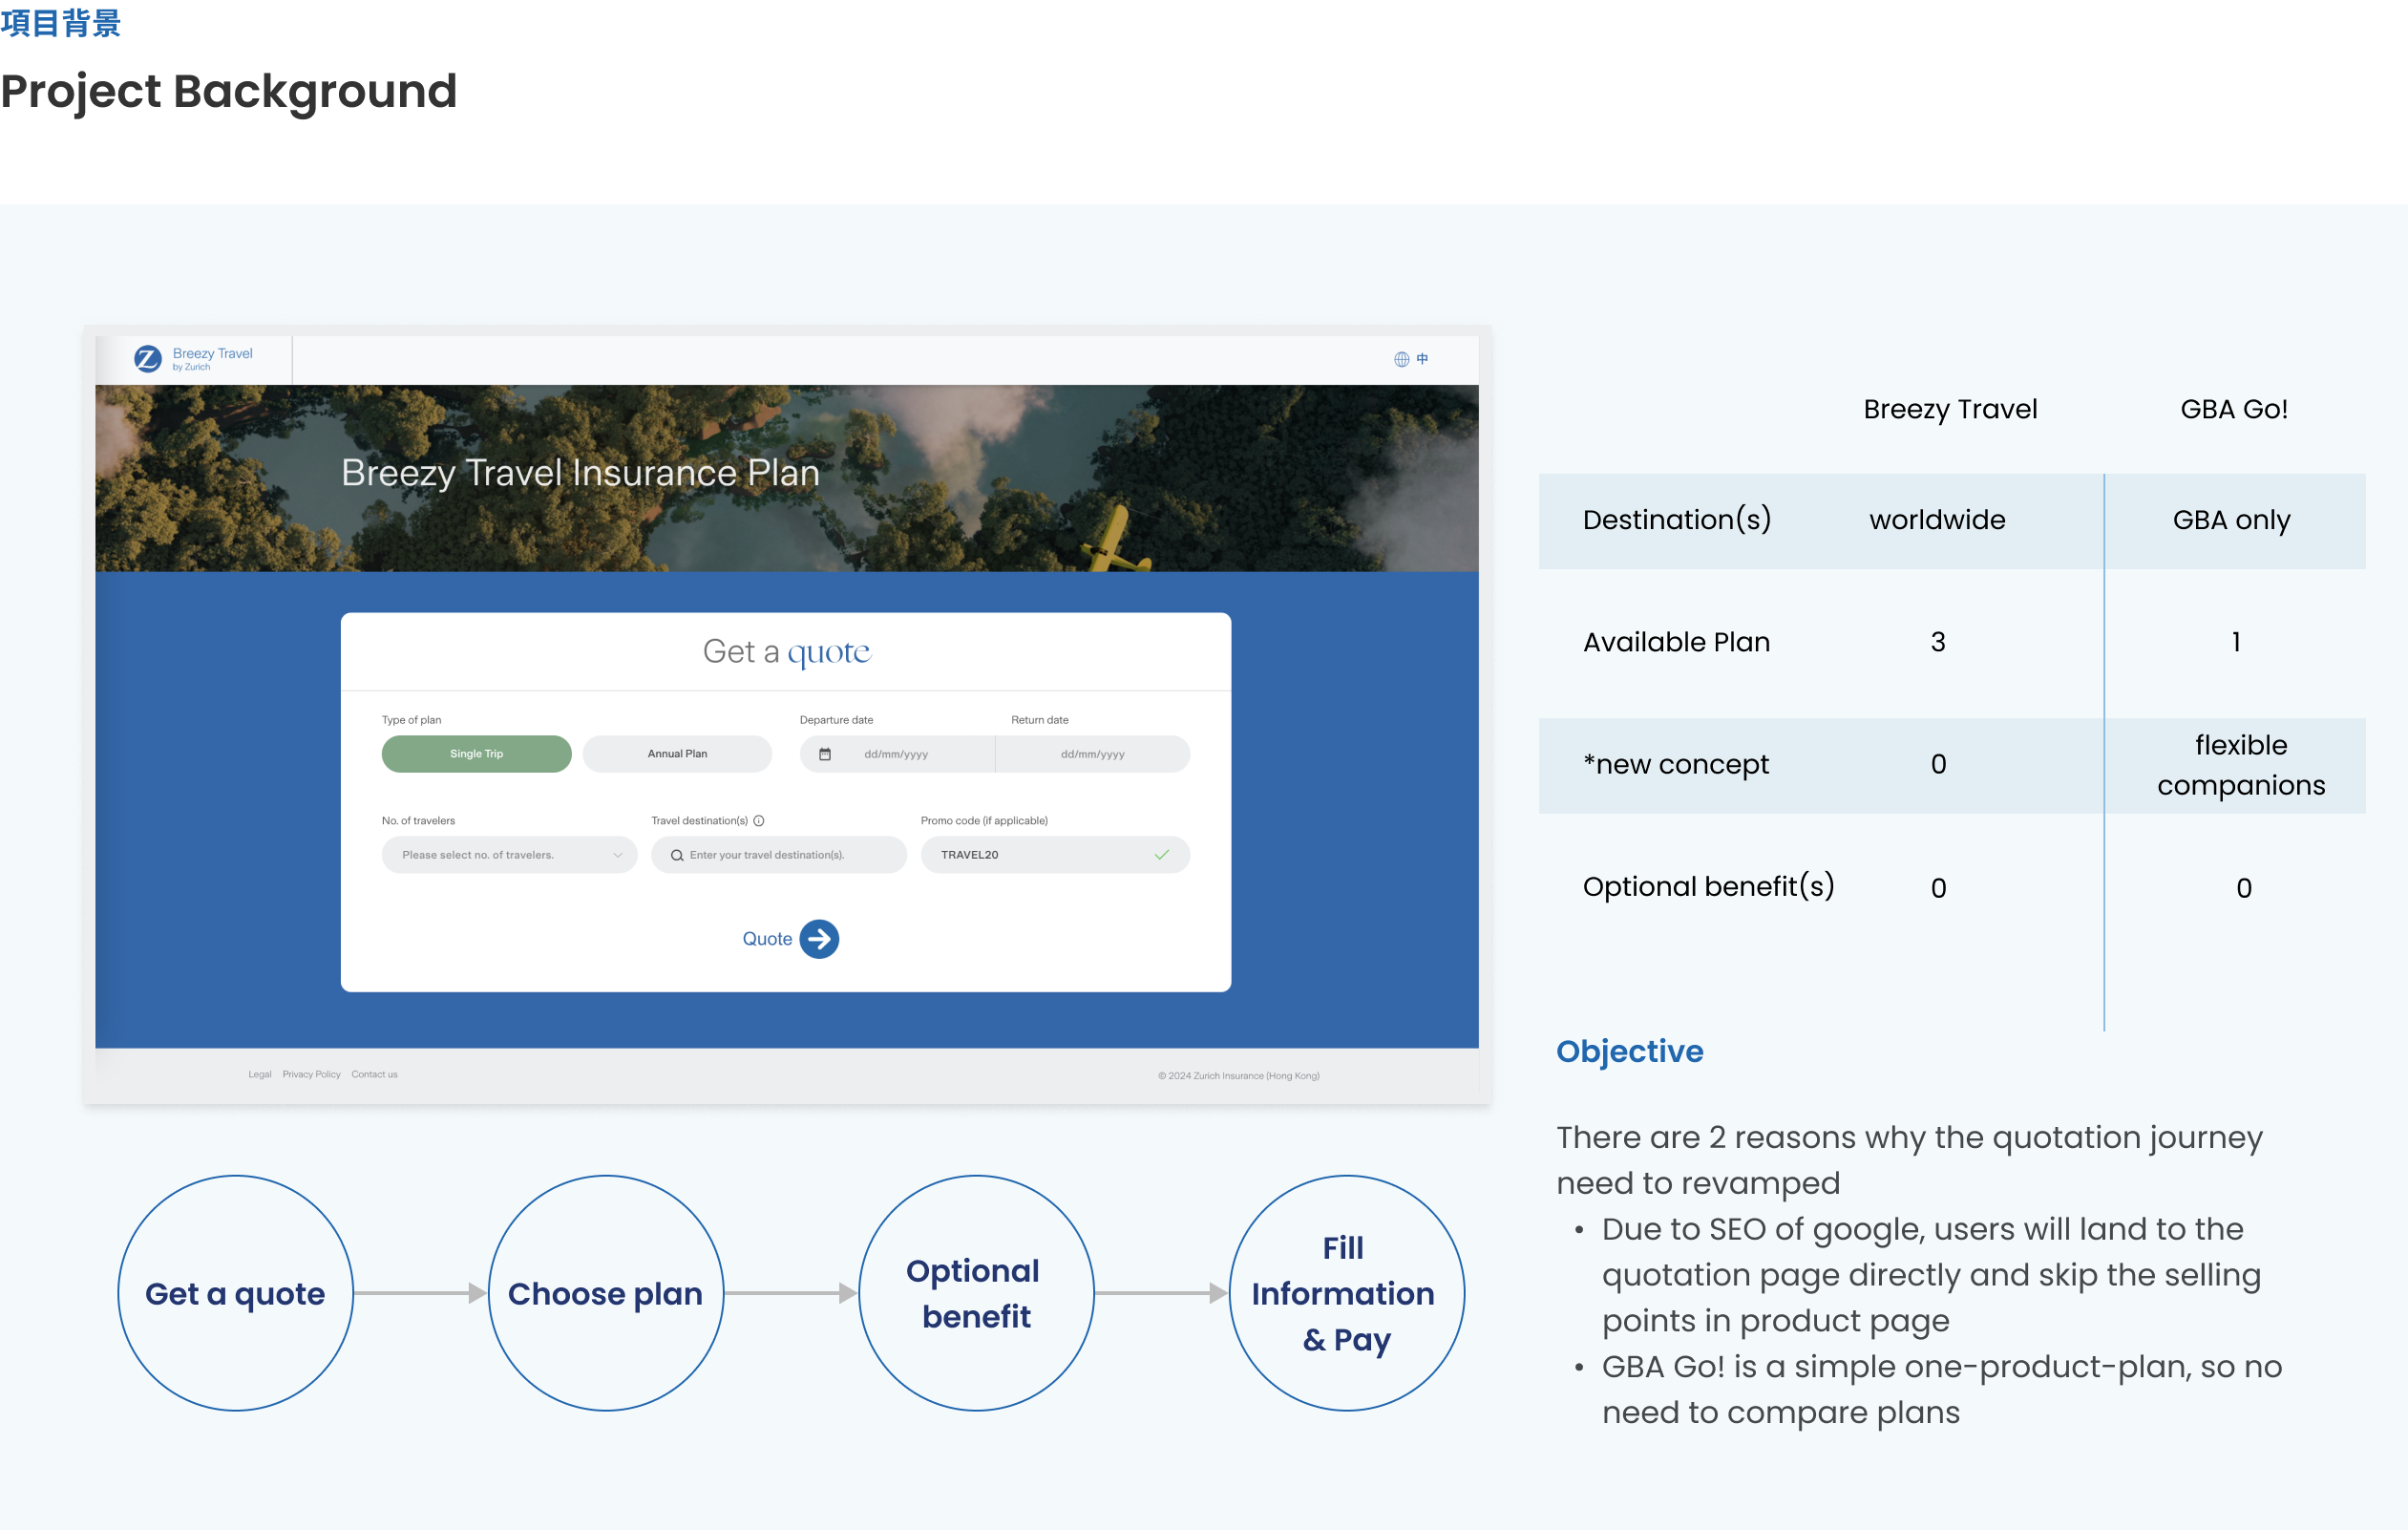 項目背景
Project Background
Breezy Travel
by Zurich
中
Breezy Travel Insurance Plan
Get a quote
Type of plan
Departure date
Return date
Single Trip
Annual Plan
dd/mm/yyyy
dd/mm/yyyy
No. of travelers
Travel destination(s)
Promo code (if applicable)
Please select no. of travelers.
Enter your travel destination(s).
TRAVEL20
Quote
Legal Privacy Policy Contact us
© 2024 Zurich Insurance (Hong Kong)
Get a quote
Choose plan
Optional
benefit
Fill
Information
& Pay
Breezy Travel GBA Go!
Destination(s) worldwide GBA only
Available Plan 3 1
*new concept 0 flexible
companions
Optional benefit(s) 0 0
Objective
There are 2 reasons why the quotation journey
need to revamped
• Due to SEO of google, users will land to the
quotation page directly and skip the selling
points in product page
• GBA Go! is a simple one-product-plan, so no
need to compare plans